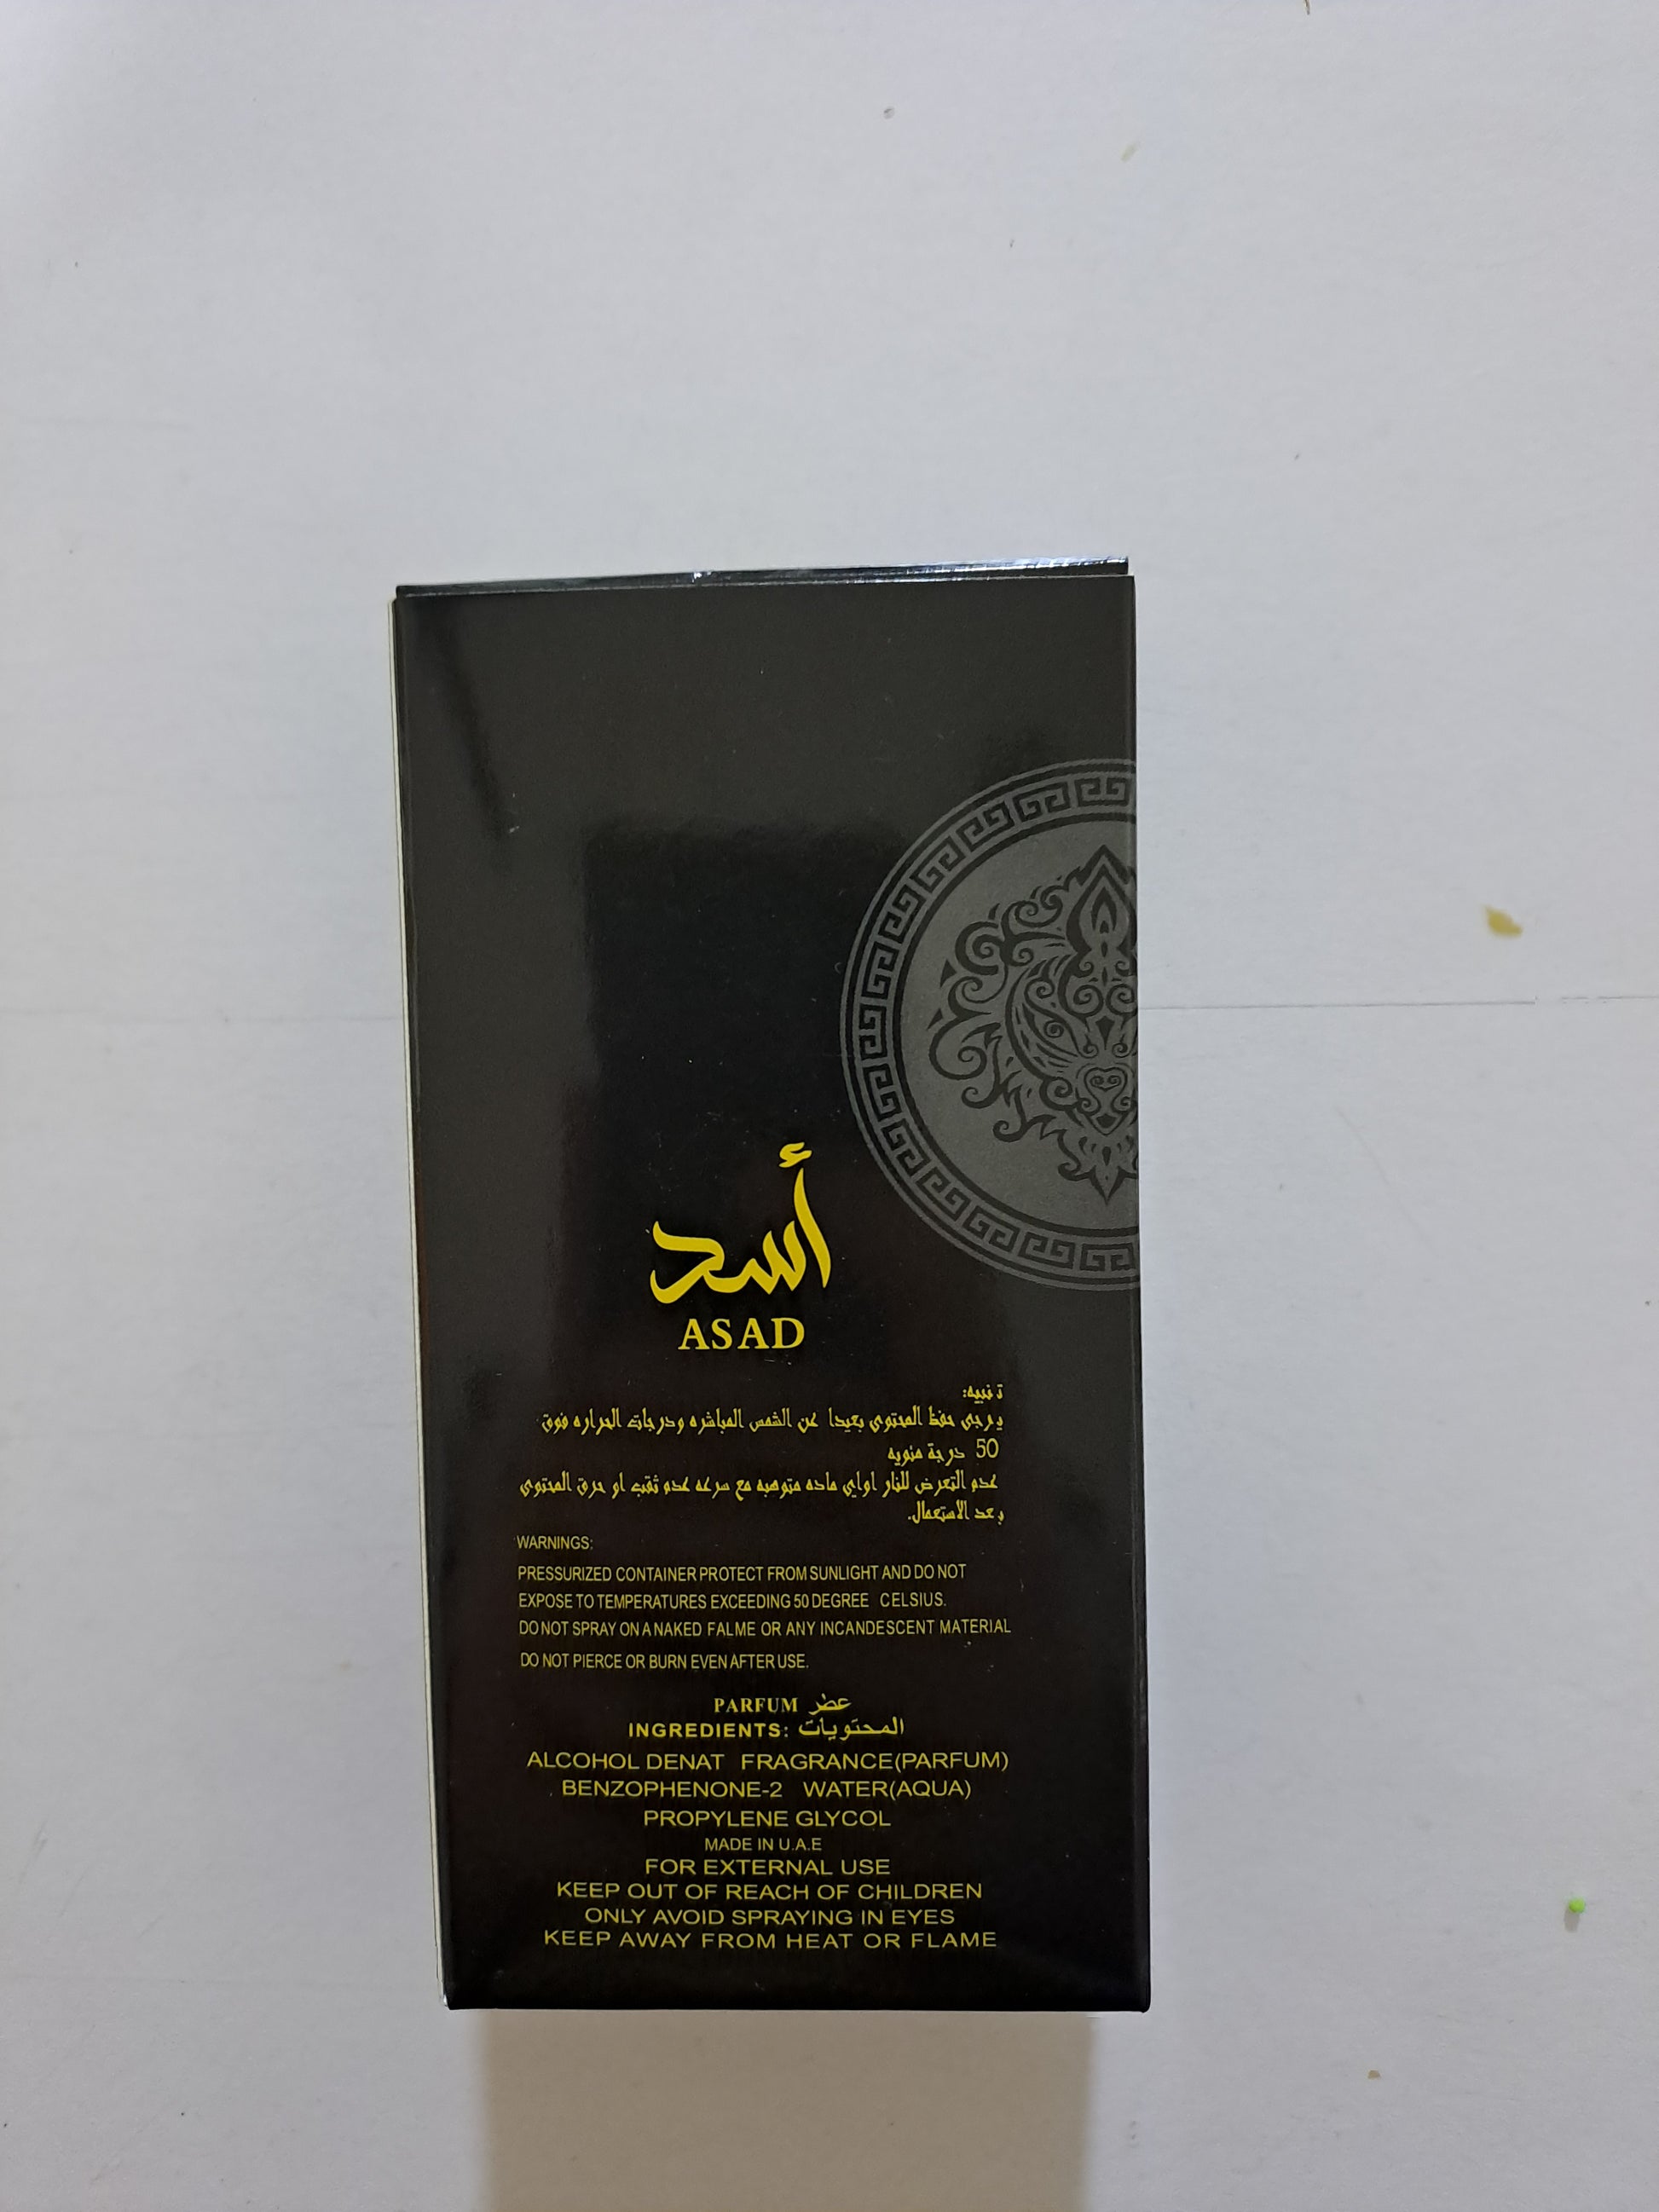 أسد
ASAD
تنبيه:
يرجى حفظ المحتوى بعيدا عن الشمس المباشره ودرجات الحراره فوق
50 درجة مئويه
عدم التعرض للنار اواي ماده متوهبه مع سرعه عدم ثقب او حرق المحتوى
بعد الاستعمال.
WARNINGS:
PRESSURIZED CONTAINER PROTECT FROM SUNLIGHT AND DO NOT
EXPOSE TO TEMPERATURES EXCEEDING 50 DEGREE CELSIUS.
DO NOT SPRAY ON A NAKED FALME OR ANY INCANDESCENT MATERIAL
DO NOT PIERCE OR BURN EVEN AFTER USE.
PARFUM عطر
INGREDIENTS: المحتويات
ALCOHOL DENAT FRAGRANCE(PARFUM)
BENZOPHENONE-2 WATER(AQUA)
PROPYLENE GLYCOL
MADE IN U.A.E
FOR EXTERNAL USE
KEEP OUT OF REACH OF CHILDREN
ONLY AVOID SPRAYING IN EYES
KEEP AWAY FROM HEAT OR FLAME